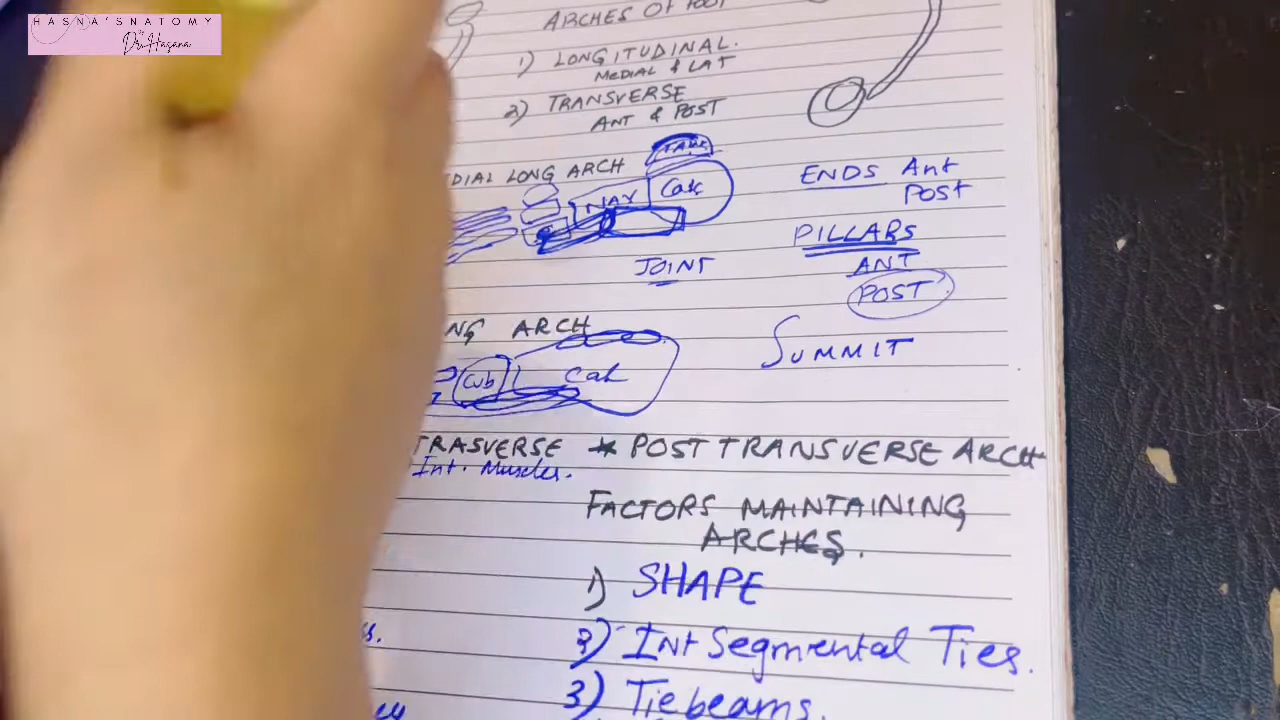 HASNA'SNATOMY
Dr.Hasana
ARCHES OF FOOT
1) LONGITUDINAL.
MEDIAL & LAT
2) TRANSVERSE
ANT & POST
DIAL LONG ARCH
NAV
Calc
ENDS Ant
POST
PILLARS
ANT
POST
JOINT
NG ARCH
SUMMIT
Cub
Cal
TRASVERSE * POST TRANSVERSE ARCH
Int. Muscles.
FACTORS MAINTAINING
ARCHES.
1) SHAPE
2) Int Segmental Ties.
3) Tiebeams.